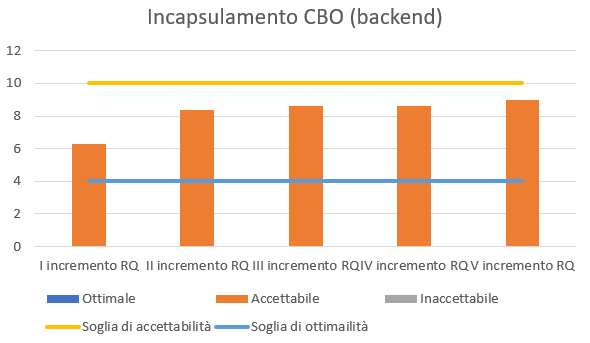 Incapsulamento CBO (backend)
12
10
8
6
4
2
0
I incremento RQ II incremento RQ III incremento RQ IV incremento RQ V incremento RQ
Ottimale Accettabile Inaccettabile
Soglia di accettabilità Soglia di ottimailità